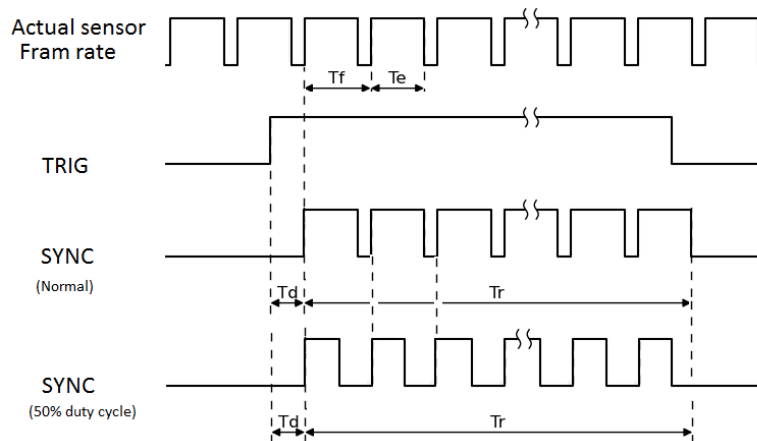 Actual sensor
Fram rate
Tf
Te
TRIG
SYNC
(Normal)
Td
Tr
SYNC
(50% duty cycle)
Td
Tr